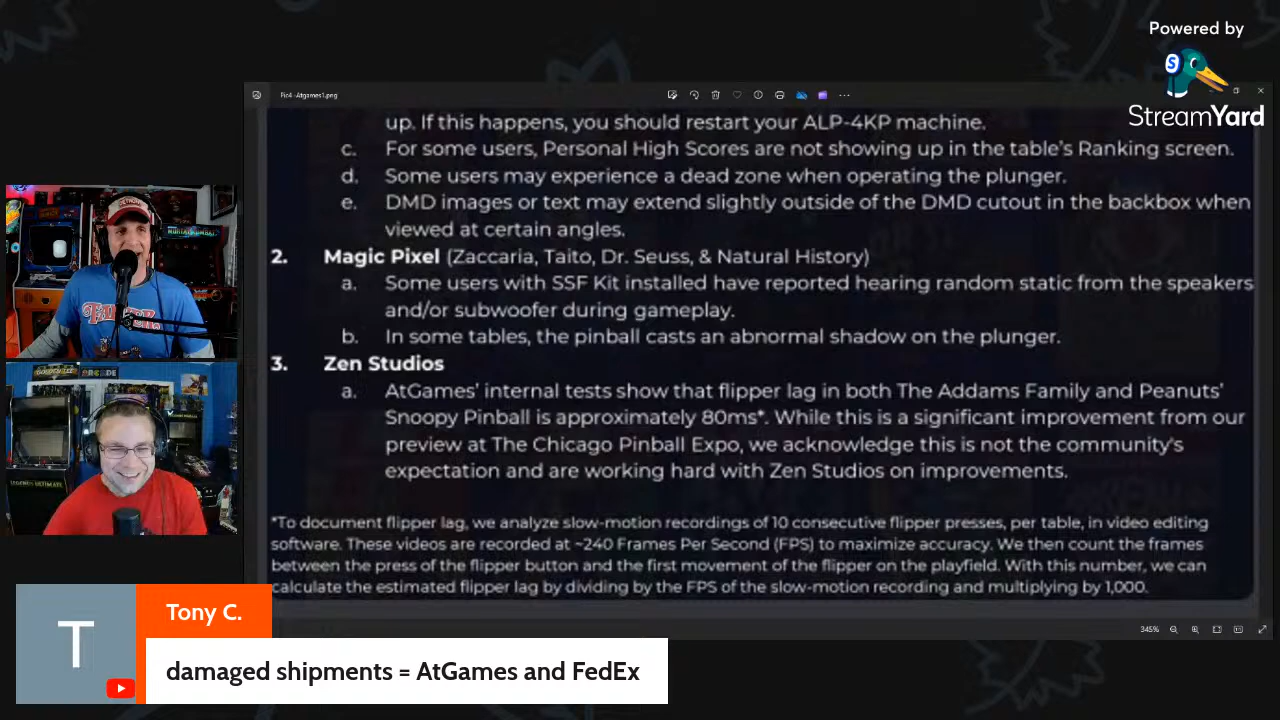 Powered by
StreamYard
Pic4 -Atgames1.png
up. If this happens, you should restart your ALP-4KP machine.
c. For some users, Personal High Scores are not showing up in the table's Ranking screen.
d. Some users may experience a dead zone when operating the plunger.
e. DMD images or text may extend slightly outside of the DMD cutout in the backbox when
viewed at certain angles.
2. Magic Pixel (Zaccaria, Taito, Dr. Seuss, & Natural History)
a. Some users with SSF Kit installed have reported hearing random static from the speakers
and/or subwoofer during gameplay.
b. In some tables, the pinball casts an abnormal shadow on the plunger.
3. Zen Studios
a. AtGames' internal tests show that flipper lag in both The Addams Family and Peanuts'
Snoopy Pinball is approximately 80ms*. While this is a significant improvement from our
preview at The Chicago Pinball Expo, we acknowledge this is not the community's
expectation and are working hard with Zen Studios on improvements.
*To document flipper lag, we analyze slow-motion recordings of 10 consecutive flipper presses, per table, in video editing
software. These videos are recorded at ~240 Frames Per Second (FPS) to maximize accuracy. We then count the frames
between the press of the flipper button and the first movement of the flipper on the playfield. With this number, we can
calculate the estimated flipper lag by dividing by the FPS of the slow-motion recording and multiplying by 1,000.
345%
T
Tony C.
damaged shipments = AtGames and FedEx